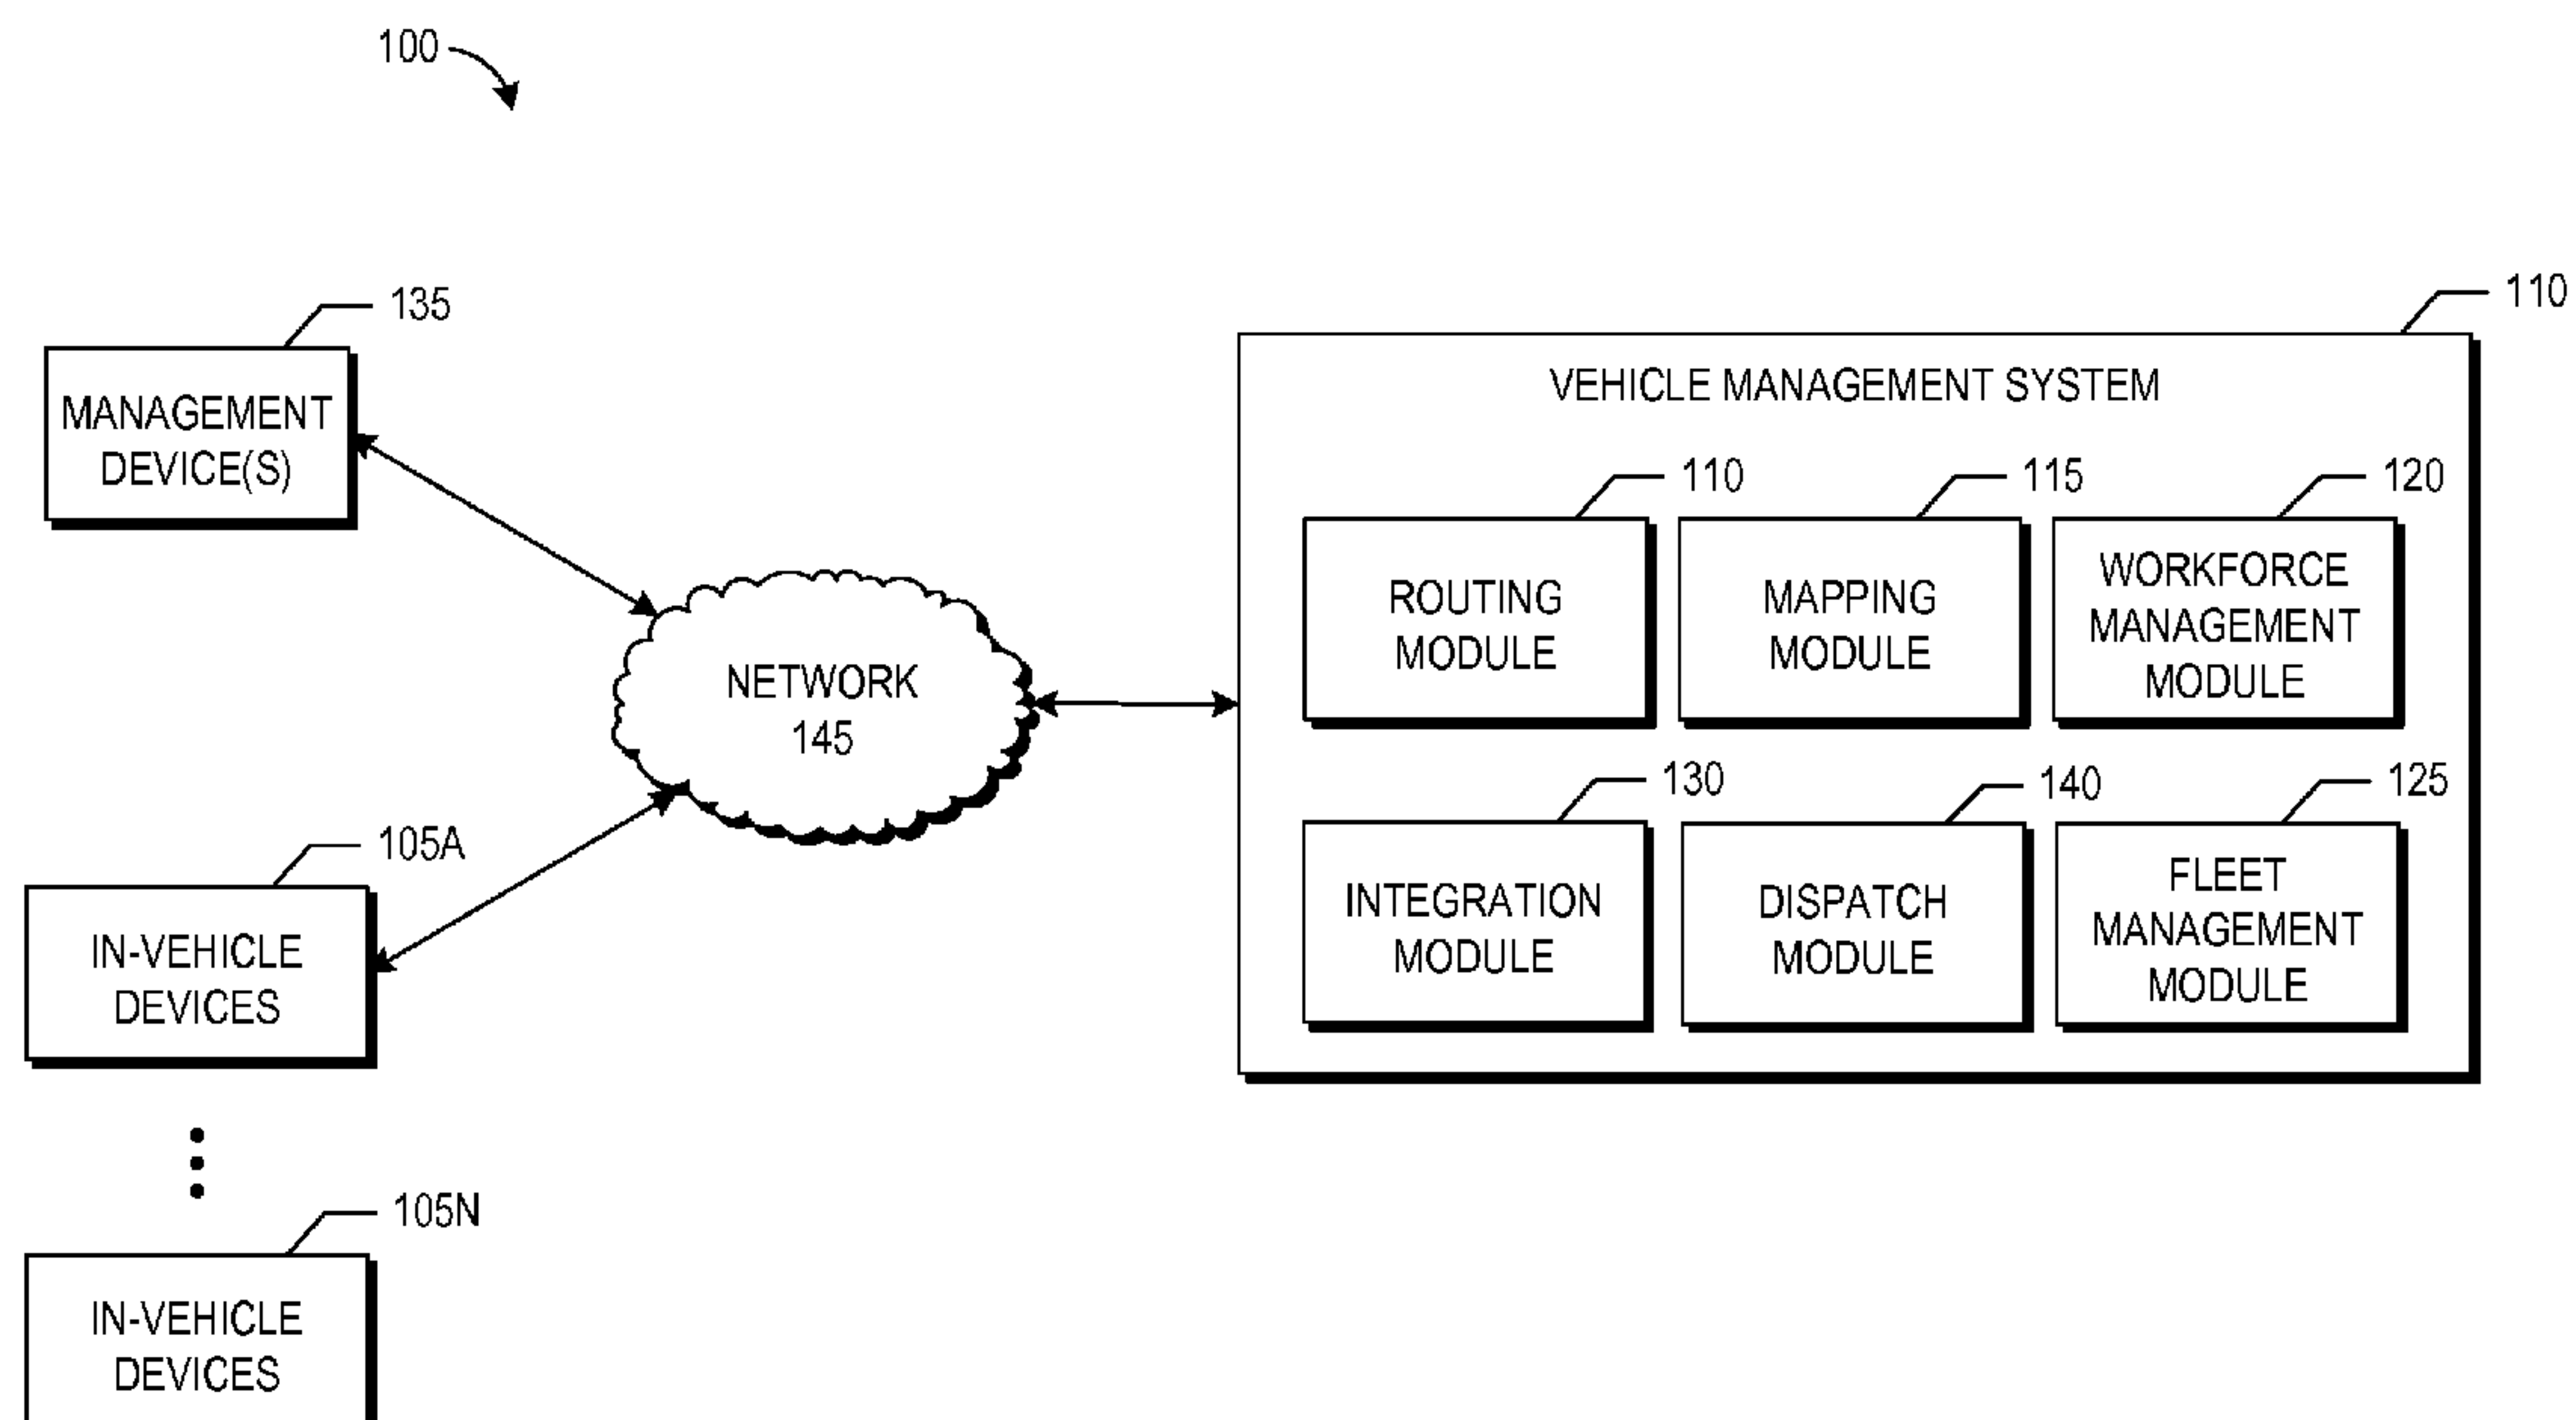 100
135
MANAGEMENT
DEVICE(S)
NETWORK
145
105A
IN-VEHICLE
DEVICES
105N
IN-VEHICLE
DEVICES
110
VEHICLE MANAGEMENT SYSTEM
110
ROUTING
MODULE
115
MAPPING
MODULE
120
WORKFORCE
MANAGEMENT
MODULE
130
INTEGRATION
MODULE
140
DISPATCH
MODULE
125
FLEET
MANAGEMENT
MODULE